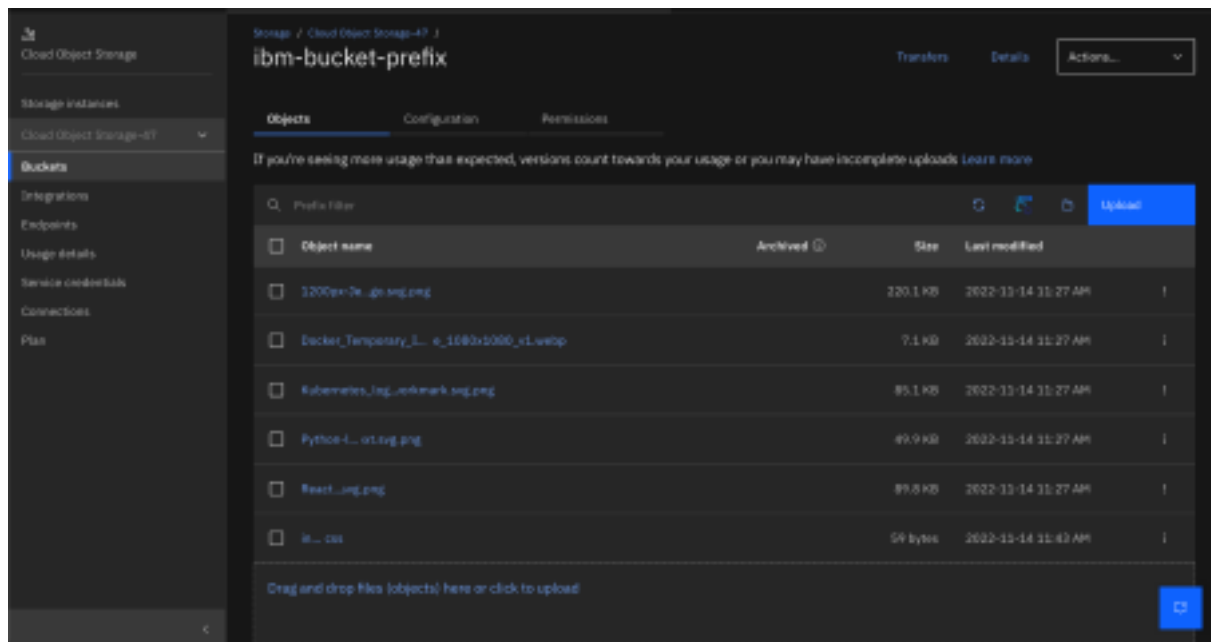 Cloud Object Storage
Storage instances
Cloud Object Storage-47
Buckets
Integrations
Endpoints
Usage details
Service credentials
Connections
Plan
Storage / Cloud Object Storage-47 /
ibm-bucket-prefix
Transfers Details Actions...
Objects Configuration Permissions
If you're seeing more usage than expected, versions count towards your usage or you may have incomplete uploads Learn more
Prefix filter Upload
Object name Archived Size Last modified
220.1 KB 2022-11-14 11:27 AM
Docker_Temporary_I... e_1080x1080_v1.webp 7.1 KB 2022-11-14 11:27 AM
Kubernetes_log...orkmark.svg.png 85.1 KB 2022-11-14 11:27 AM
Python-l... ot.svg.png 49.9 KB 2022-11-14 11:27 AM
React...svg.png 89.8 KB 2022-11-14 11:27 AM
in... css 59 bytes 2022-11-14 11:43 AM
Drag and drop files (objects) here or click to upload